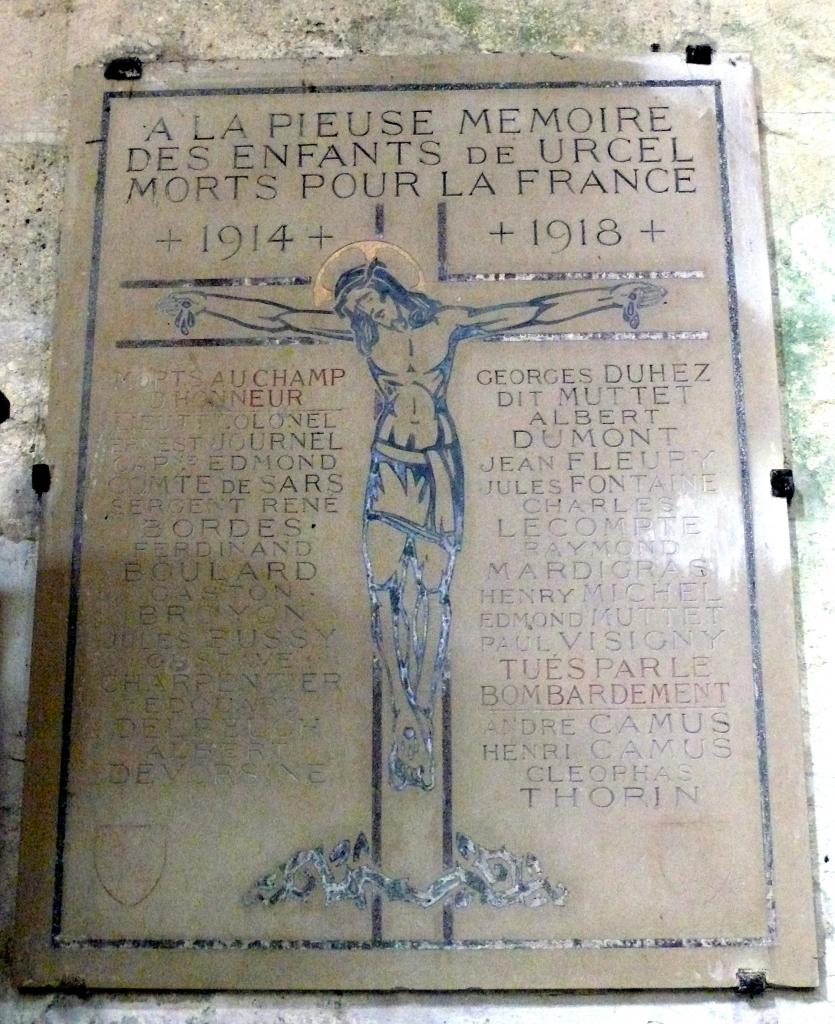 A LA PIEUSE MEMOIRE
DES ENFANTS DE URCEL
MORTS POUR LA FRANCE
+ 1914 + + 1918 +
MORTS AU CHAMP
D'HONNEUR
COLONEL
ERNEST JOURNEL
EDMOND
COMTE DE SARS
SERGENT RENÉ
BORDES
FERDINAND
BOULARD
GASTON
BRUYON
JULES BUSSY
GUSTAVE
CHARPENTIER
EDOUARD
ALBERT
DEVORSINE
GEORGES DUHEZ
DIT MUTTET
ALBERT
DUMONT
JEAN FLEURY
JULES FONTAINE
CHARLES
LECOMPTE
RAYMOND
MARDIGRAS
HENRY MICHEL
EDMOND MUTTET
PAUL VISIGNY
TUÉS PAR LE
BOMBARDEMENT
ANDRE CAMUS
HENRI CAMUS
CLEOPHAS
THORIN